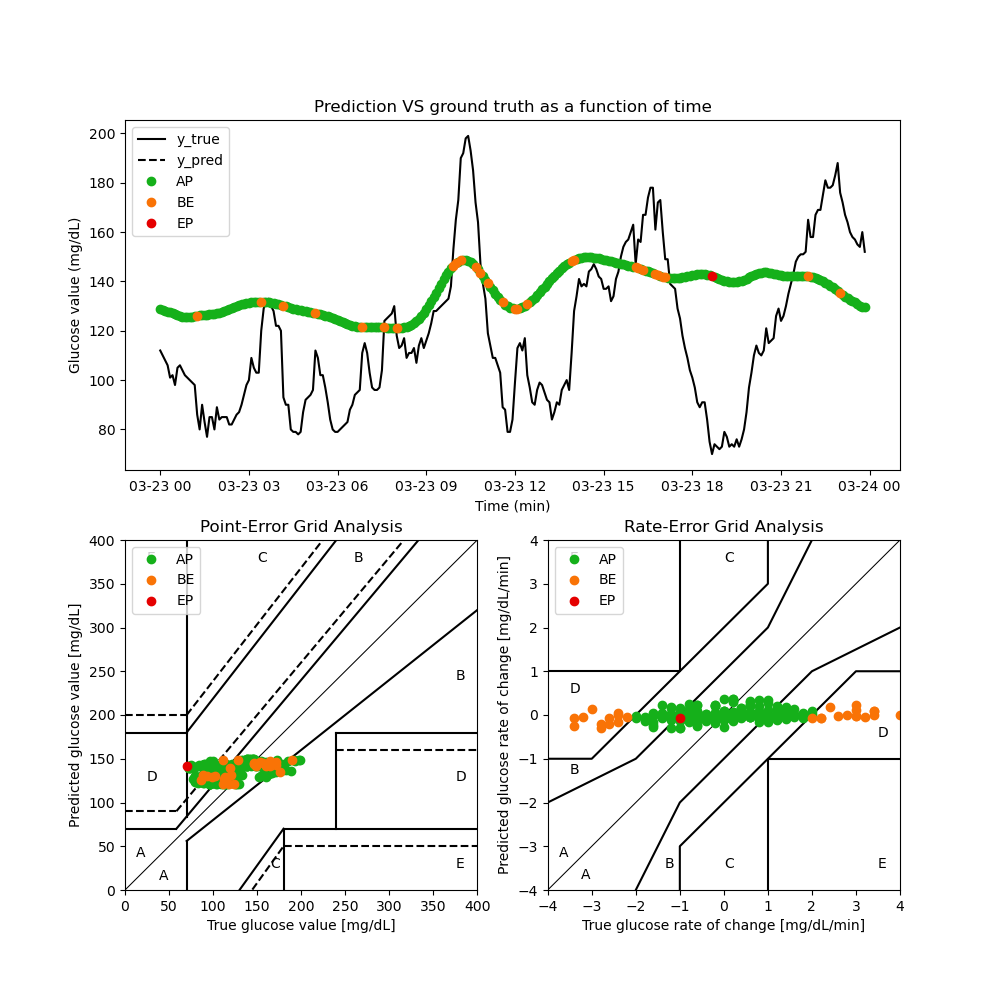 Prediction VS ground truth as a function of time
Glucose value (mg/dL)
200
180
160
140
120
100
80
y_true
y_pred
AP
BE
EP
03-23 00 03-23 03 03-23 06 03-23 09 03-23 12 03-23 15 03-23 18 03-23 21 03-24 00
Time (min)
Point-Error Grid Analysis
Predicted glucose value [mg/dL]
400
350
300
250
200
150
100
50
0
AP
BE
EP
C
B
B
D
D
A
A
C
E
0 50 100 150 200 250 300 350 400
True glucose value [mg/dL]
Rate-Error Grid Analysis
Predicted glucose rate of change [mg/dL/min]
4
3
2
1
0
−1
−2
−3
−4
AP
BE
EP
C
D
D
B
A
A
B
C
E
−4 −3 −2 −1 0 1 2 3 4
True glucose rate of change [mg/dL/min]